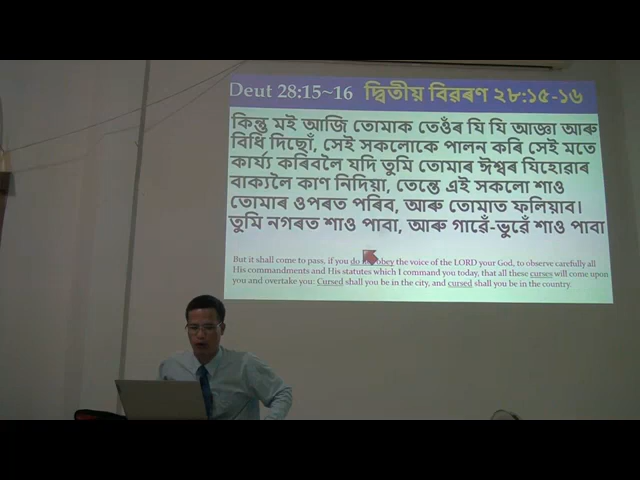 Deut 28:15~16 দ্বিতীয় বিৱৰণ ২৮:১৫-১৬
কিন্তু মই আজি তোমাক তেওঁৰ যি যি আজ্ঞা আৰু
বিধি দিছোঁ, সেই সকলোকে পালন কৰি সেই মতে
কাৰ্য্য কৰিবলৈ যদি তুমি তোমাৰ ঈশ্বৰ যিহোৱাৰ
বাক্যলৈ কাণ নিদিয়া, তেন্তে এই সকলো শাও
তোমাৰ ওপৰত পৰিব, আৰু তোমাত ফলিয়াব।
তুমি নগৰত শাও পাবা, আৰু গাৱেঁ-ভুৱেঁ শাও পাবা
But it shall come to pass, if you do not obey the voice of the LORD your God, to observe carefully all
His commandments and His statutes which I command you today, that all these curses will come upon
you and overtake you: Cursed shall you be in the city, and cursed shall you be in the country.